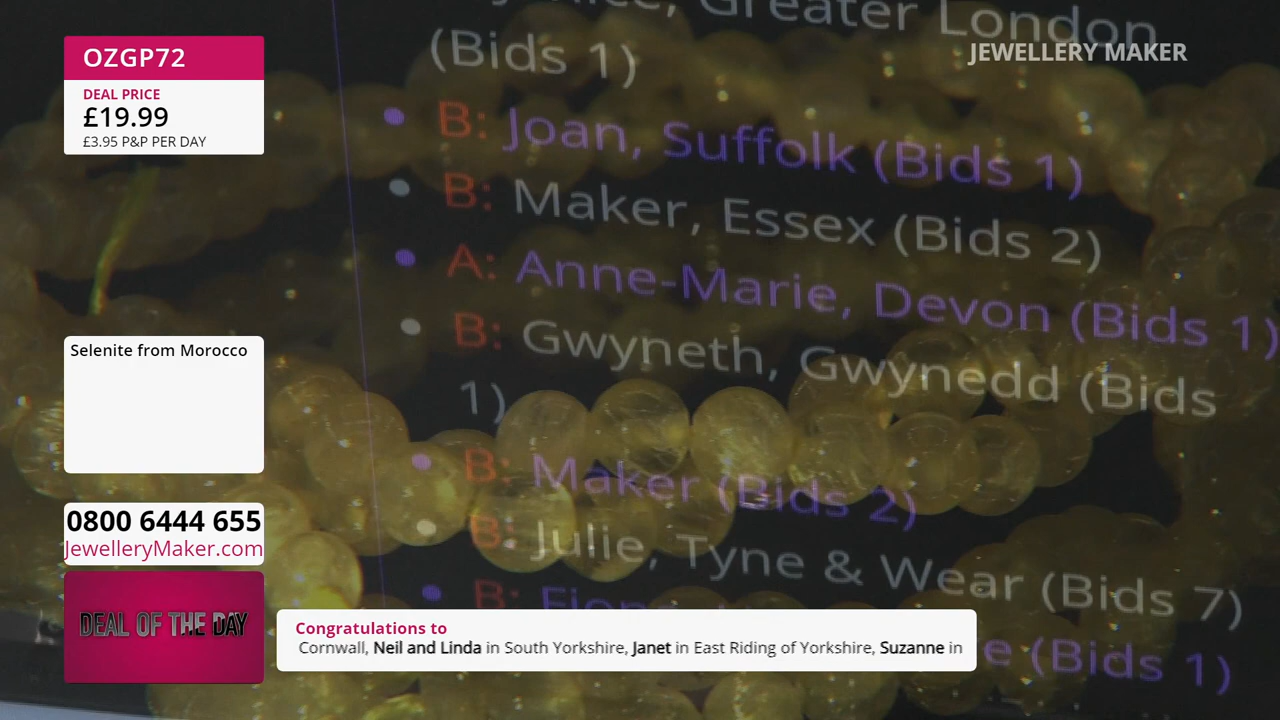 OZGP72
DEAL PRICE
£19.99
£3.95 P&P PER DAY
JEWELLERY MAKER
Greater London
(Bids 1)
B: Joan, Suffolk (Bids 1)
B: Maker, Essex (Bids 2)
A: Anne-Marie, Devon (Bids 1)
B: Gwyneth, Gwynedd (Bids
1)
B: Maker (Bids 2)
B: Julie, Tyne & Wear (Bids 7)
B:
(Bids 1)
Selenite from Morocco
0800 6444 655
JewelleryMaker.com
DEAL OF THE DAY
Congratulations to
Cornwall, Neil and Linda in South Yorkshire, Janet in East Riding of Yorkshire, Suzanne in